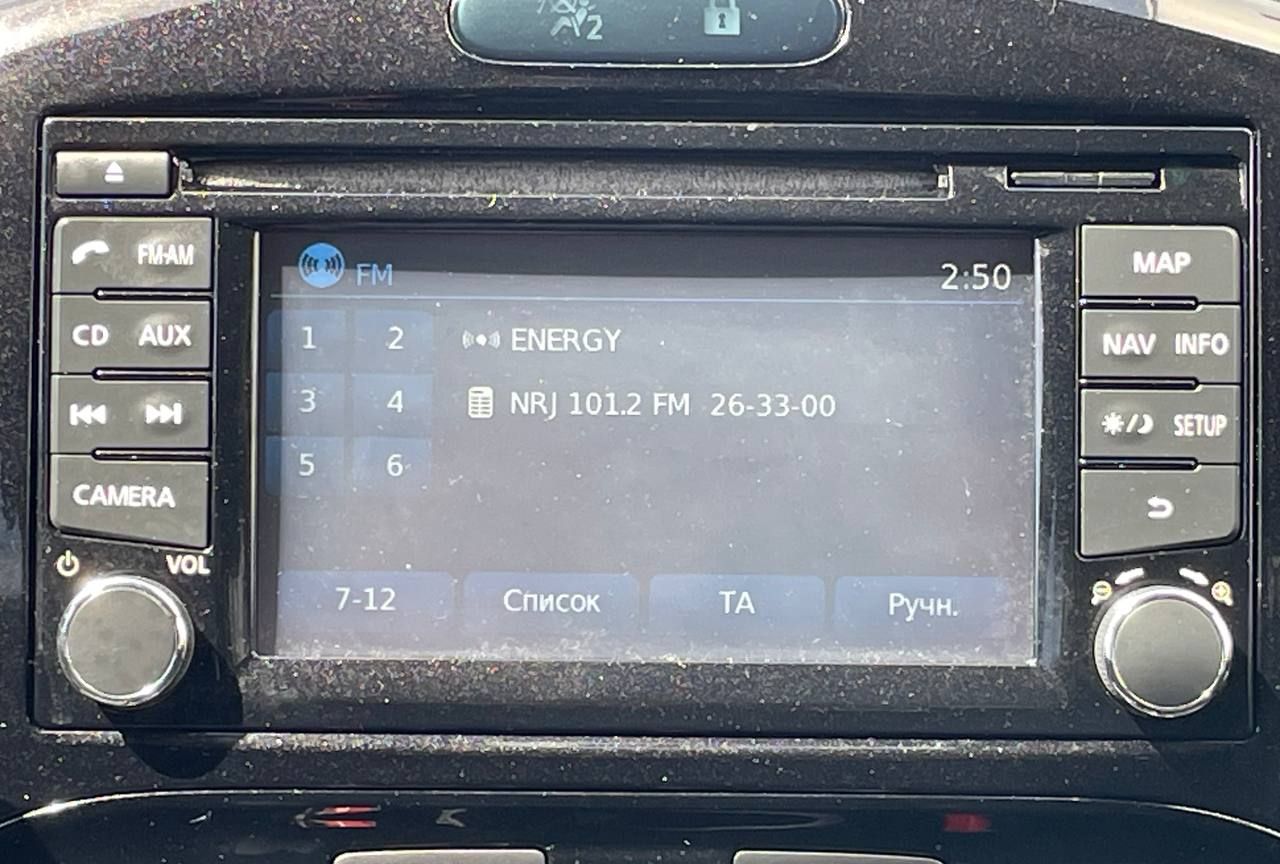 2
FM·AM
CD AUX
CAMERA
VOL
FM 2:50
1 2 ENERGY
3 4 NRJ 101.2 FM 26-33-00
5 6
7-12 Список TA Ручн.
MAP
NAV INFO
SETUP